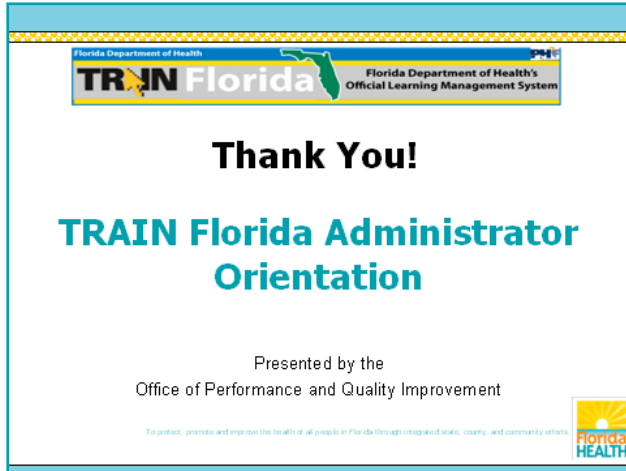 Florida Department of Health
PHF
TRAIN Florida
Florida Department of Health's
Official Learning Management System
Thank You!
TRAIN Florida Administrator
Orientation
Presented by the
Office of Performance and Quality Improvement
To protect, promote and improve the health of all people in Florida through integrated state, county, and community efforts.
Florida
HEALTH